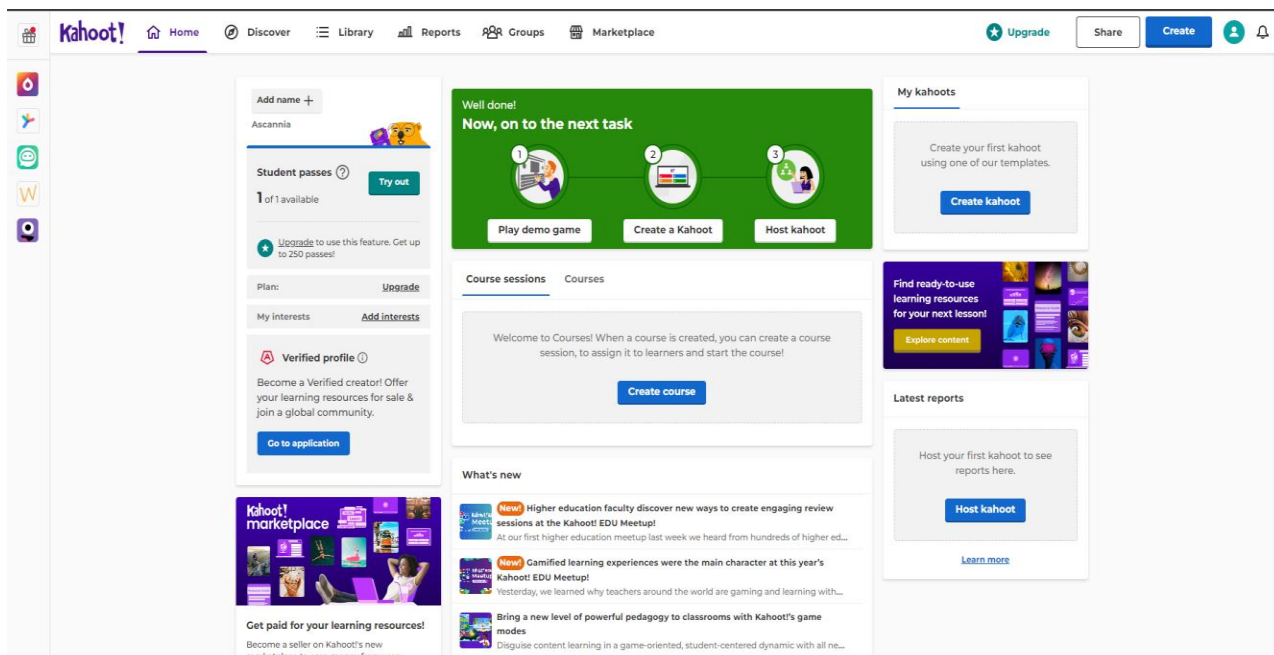 Kahoot!
Home
Discover
Library
Reports
Groups
Marketplace
Upgrade
Share
Create
Add name +
Ascannia
Student passes
Try out
1 of 1 available
Upgrade to use this feature. Get up
to 250 passes!
Plan:
Upgrade
My interests
Add interests
Verified profile
Become a Verified creator! Offer
your learning resources for sale &
join a global community.
Go to application
Kahoot!
marketplace
Get paid for your learning resources!
Become a seller on Kahoot!'s new
Well done!
Now, on to the next task
1
2
3
Play demo game
Create a Kahoot
Host kahoot
Course sessions
Courses
Welcome to Courses! When a course is created, you can create a course
session, to assign it to learners and start the course!
Create course
What's new
New! Higher education faculty discover new ways to create engaging review
sessions at the Kahoot! EDU Meetup!
At our first higher education meetup last week we heard from hundreds of higher ed...
New! Gamified learning experiences were the main character at this year's
Kahoot! EDU Meetup!
Yesterday, we learned why teachers around the world are gaming and learning with...
Bring a new level of powerful pedagogy to classrooms with Kahoot!'s game
modes
Disguise content learning in a game-oriented, student-centered dynamic with all ne...
My kahoots
Create your first kahoot
using one of our templates.
Create kahoot
Find ready-to-use
learning resources
for your next lesson!
Explore content
Latest reports
Host your first kahoot to see
reports here.
Host kahoot
Learn more